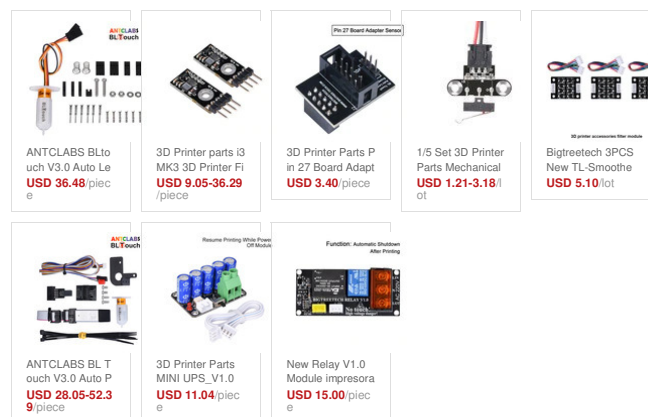 ANTCLABS
BLTouch
ANTCLABS BLto
uch V3.0 Auto Le
USD 36.48/piec
e
3D Printer parts i3
MK3 3D Printer Fi
USD 9.05-36.29
/piece
Pin 27 Board Adapter Sensor
3D Printer Parts P
in 27 Board Adapt
USD 3.40/piece
1/5 Set 3D Printer
Parts Mechanical
USD 1.21-3.18/l
ot
3D printer accessories filter module
Bigtreetech 3PCS
New TL-Smoothe
USD 5.10/lot
ANTCLABS
BLTouch
ANTCLABS BL T
ouch V3.0 Auto P
USD 28.05-52.3
9/piece
Resume Printing While Power
Off Module
3D Printer Parts
MINI UPS_V1.0
USD 11.04/piec
e
Function: Automatic Shutdown
After Printing
BIGTREETECH RELAY V1.0
New Relay V1.0
Module impresora
USD 15.00/piec
e